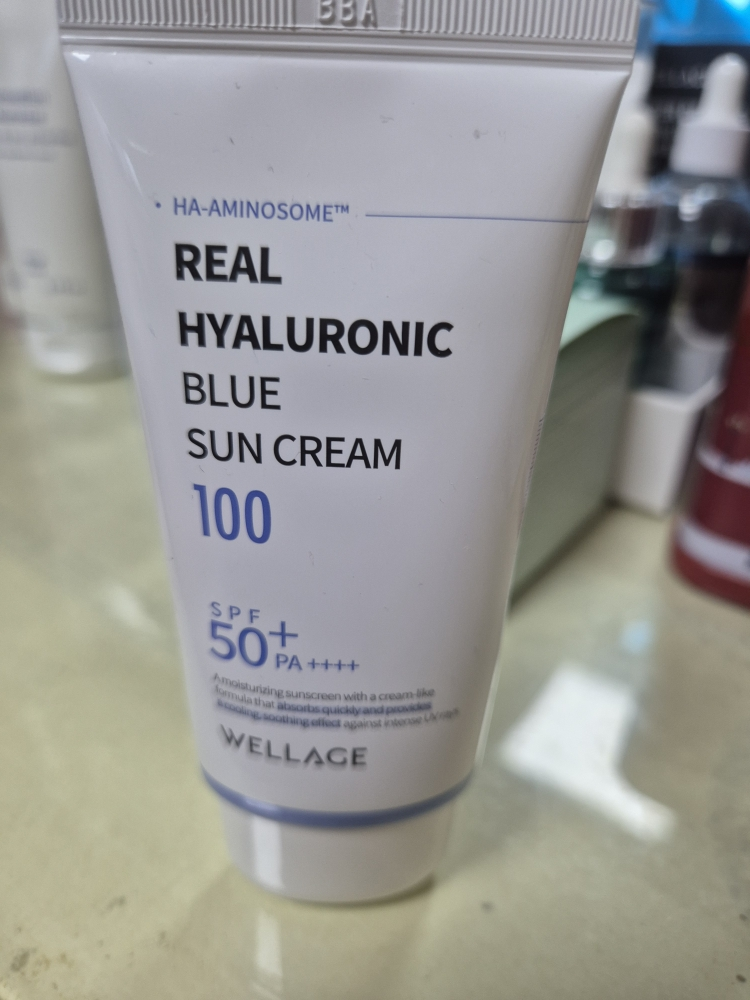 BBA
HA-AMINOSOME™
REAL
HYALURONIC
BLUE
SUN CREAM
100
SPF
50+
PA ++++
A moisturizing sunscreen with a cream-like
formula that absorbs quickly and provides
a cooling, soothing effect against intense UV rays
WELLAGE